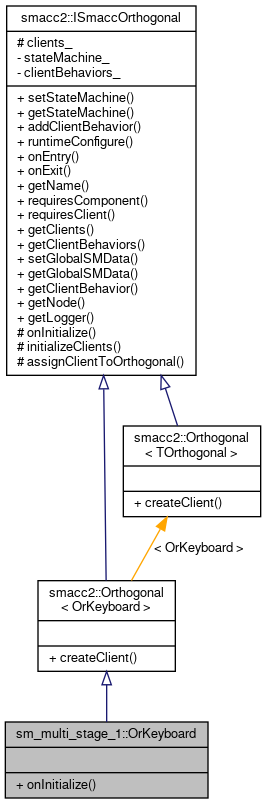 smacc2::ISmaccOrthogonal
# clients_
- stateMachine_
- clientBehaviors_
+ setStateMachine()
+ getStateMachine()
+ addClientBehavior()
+ runtimeConfigure()
+ onEntry()
+ onExit()
+ getName()
+ requiresComponent()
+ requiresClient()
+ getClients()
+ getClientBehaviors()
+ setGlobalSMData()
+ getGlobalSMData()
+ getClientBehavior()
+ getNode()
+ getLogger()
# onInitialize()
# initializeClients()
# assignClientToOrthogonal()
smacc2::Orthogonal
< TOrthogonal >
+ createClient()
< OrKeyboard >
smacc2::Orthogonal
< OrKeyboard >
+ createClient()
sm_multi_stage_1::OrKeyboard
+ onInitialize()